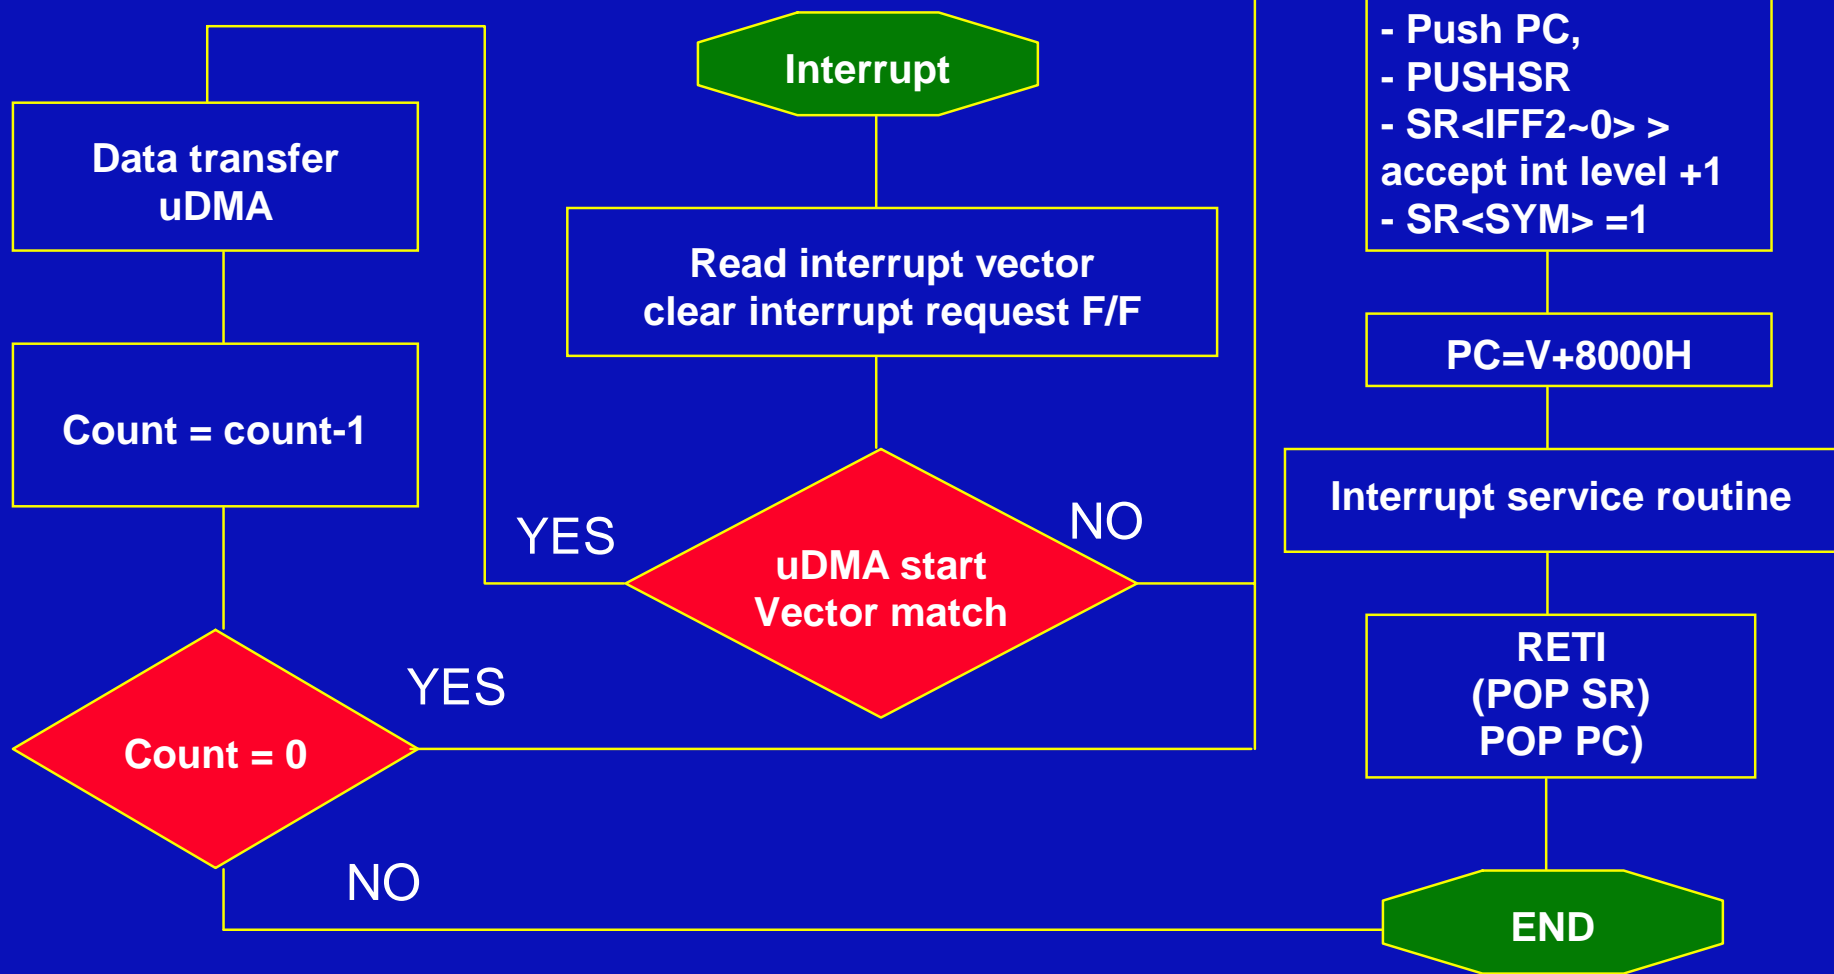 Interrupt
Read interrupt vector
clear interrupt request F/F
uDMA start
Vector match
YES
NO
Data transfer
uDMA
Count = count-1
Count = 0
YES
NO
- Push PC,
- PUSHSR
- SR<IFF2~0> >
accept int level +1
- SR<SYM> =1
PC=V+8000H
Interrupt service routine
RETI
(POP SR)
POP PC)
END